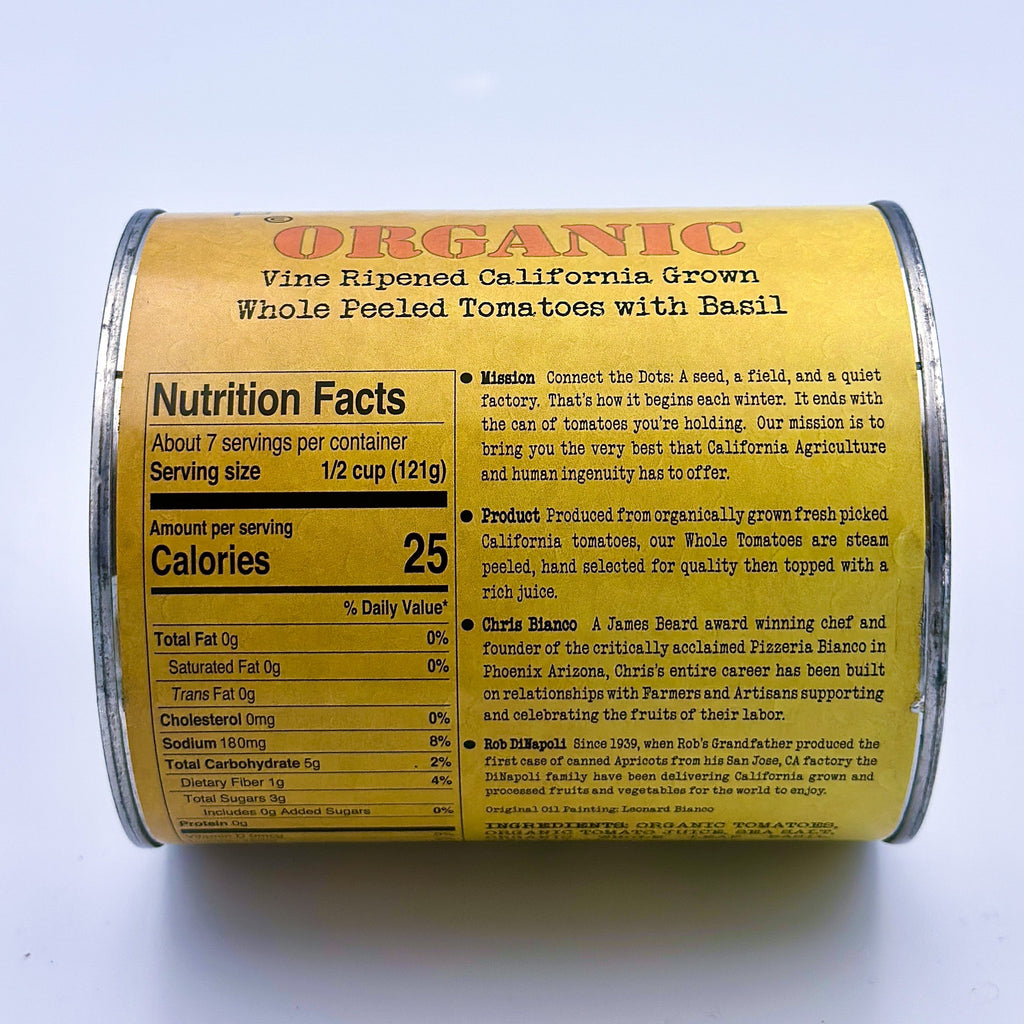 ORGANIC
Vine Ripened California Grown
Whole Peeled Tomatoes with Basil
Nutrition Facts
About 7 servings per container
Serving size 1/2 cup (121g)
Amount per serving
Calories 25
% Daily Value*
Total Fat 0g 0%
Saturated Fat 0g 0%
Trans Fat 0g
Cholesterol 0mg 0%
Sodium 180mg 8%
Total Carbohydrate 5g 2%
Dietary Fiber 1g 4%
Total Sugars 3g
Includes 0g Added Sugars 0%
Protein 0g
Vitamin D 0mcg 0%
● Mission Connect the Dots: A seed, a field, and a quiet
factory. That's how it begins each winter. It ends with
the can of tomatoes you're holding. Our mission is to
bring you the very best that California Agriculture
and human ingenuity has to offer.
● Product Produced from organically grown fresh picked
California tomatoes, our Whole Tomatoes are steam
peeled, hand selected for quality then topped with a
rich juice.
● Chris Bianco A James Beard award winning chef and
founder of the critically acclaimed Pizzeria Bianco in
Phoenix Arizona, Chris's entire career has been built
on relationships with Farmers and Artisans supporting
and celebrating the fruits of their labor.
● Rob DiNapoli Since 1939, when Rob's Grandfather produced the
first case of canned Apricots from his San Jose, CA factory the
DiNapoli family have been delivering California grown and
processed fruits and vegetables for the world to enjoy.
Original Oil Painting: Leonard Bianco
INGREDIENTS: ORGANIC TOMATOES,
ORGANIC TOMATO JUICE, SEA SALT,